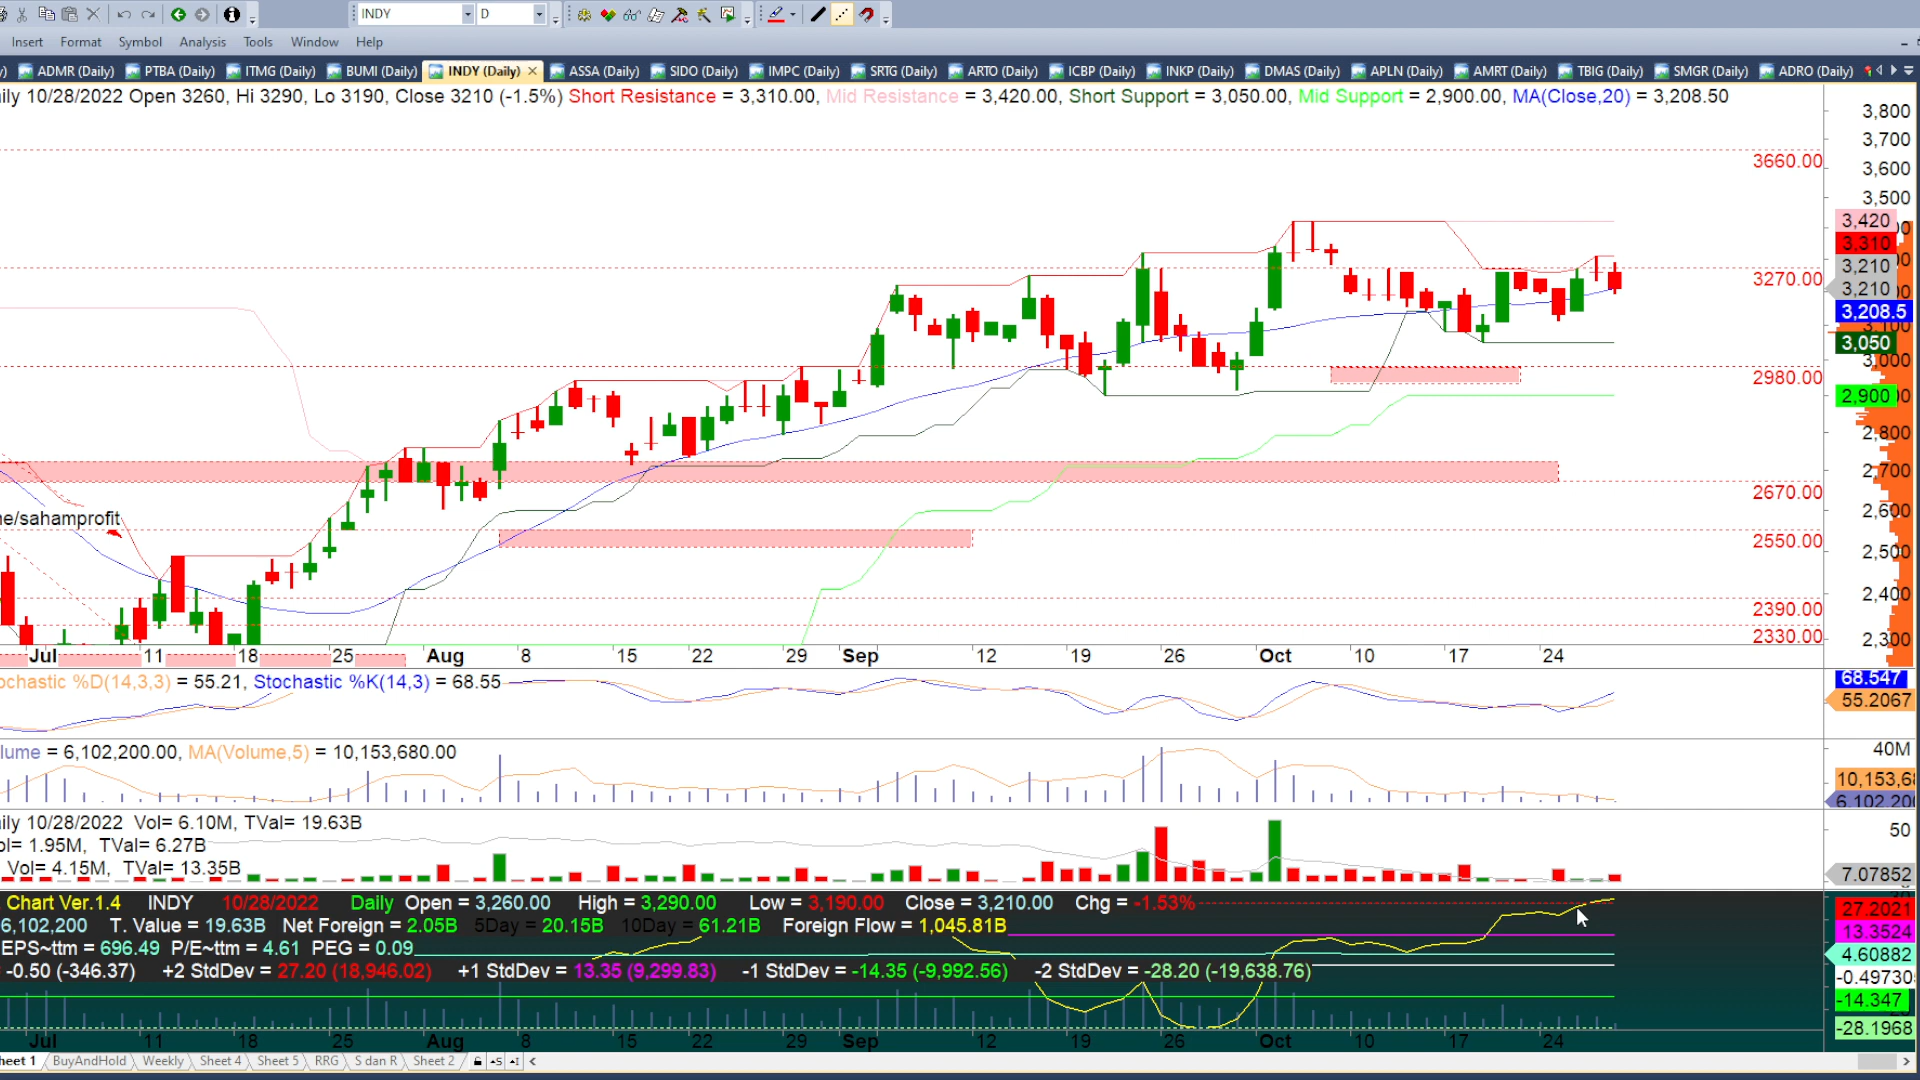 INDY D
Insert Format Symbol Analysis Tools Window Help
ADMR (Daily) PTBA (Daily) ITMG (Daily) BUMI (Daily) INDY (Daily) ASSA (Daily) SIDO (Daily) IMPC (Daily) SRTG (Daily) ARTO (Daily) ICBP (Daily) INKP (Daily) DMAS (Daily) APLN (Daily) AMRT (Daily) TBIG (Daily) SMGR (Daily) ADRO (Daily)
ily 10/28/2022 Open 3260, Hi 3290, Lo 3190, Close 3210 (-1.5%) Short Resistance = 3,310.00, Mid Resistance = 3,420.00, Short Support = 3,050.00, Mid Support = 2,900.00, MA(Close,20) = 3,208.50
3,800
3,700
3660.00
3,600
3,500
3,420
3,310
3,210
3270.00
3,210
3,208.5
3,100
3,050
3,000
2980.00
2,900
2,800
2,700
2670.00
2,600
ne/sahamprofit
2550.00
2,500
2,400
2390.00
2330.00
2,300
Jul 11 18 25 Aug 8 15 22 29 Sep 12 19 26 Oct 10 17 24
ochastic %D(14,3,3) = 55.21, Stochastic %K(14,3) = 68.55
68.547
55.2067
lume = 6,102,200.00, MA(Volume,5) = 10,153,680.00
40M
10,153,68
6,102,200
ily 10/28/2022 Vol= 6.10M, TVal= 19.63B
50
ol= 1.95M, TVal= 6.27B
Vol= 4.15M, TVal= 13.35B
7.07852
Chart Ver.1.4 INDY 10/28/2022 Daily Open = 3,260.00 High = 3,290.00 Low = 3,190.00 Close = 3,210.00 Chg = -1.53%
27.2021
6,102,200 T. Value = 19.63B Net Foreign = 2.05B 5Day = 20.15B 10Day = 61.21B Foreign Flow = 1,045.81B
13.3524
EPS~ttm = 696.49 P/E~ttm = 4.61 PEG = 0.09
4.60882
= -0.50 (-346.37) +2 StdDev = 27.20 (18,946.02) +1 StdDev = 13.35 (9,299.83) -1 StdDev = -14.35 (-9,992.56) -2 StdDev = -28.20 (-19,638.76)
-0.49730
-14.347
-28.1968
Jul 11 18 25 Aug 8 15 22 29 Sep 12 19 26 Oct 10 17 24
heet 1 BuyAndHold Weekly Sheet 4 Sheet 5 RRG S dan R Sheet 2